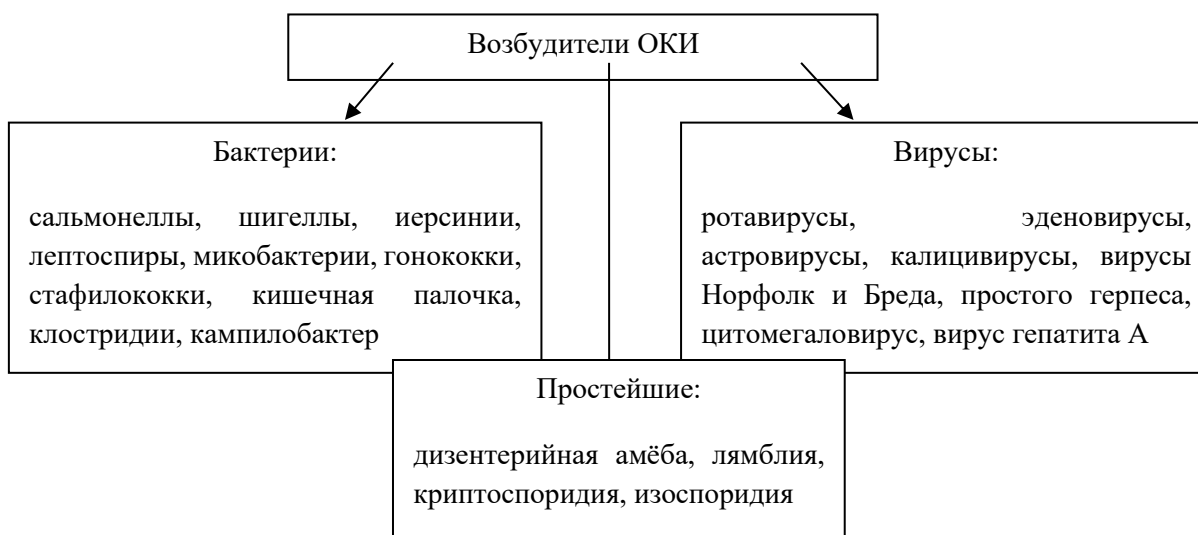 Возбудители ОКИ
Бактерии:
сальмонеллы, шигеллы, иерсинии,
лептоспиры, микобактерии, гонококки,
стафилококки, кишечная палочка,
клостридии, кампилобактер
Вирусы:
ротавирусы, эденовирусы,
астровирусы, калицивирусы, вирусы
Норфолк и Бреда, простого герпеса,
цитомегаловирус, вирус гепатита А
Простейшие:
дизентерийная амёба, лямблия,
криптоспоридия, изоспоридия